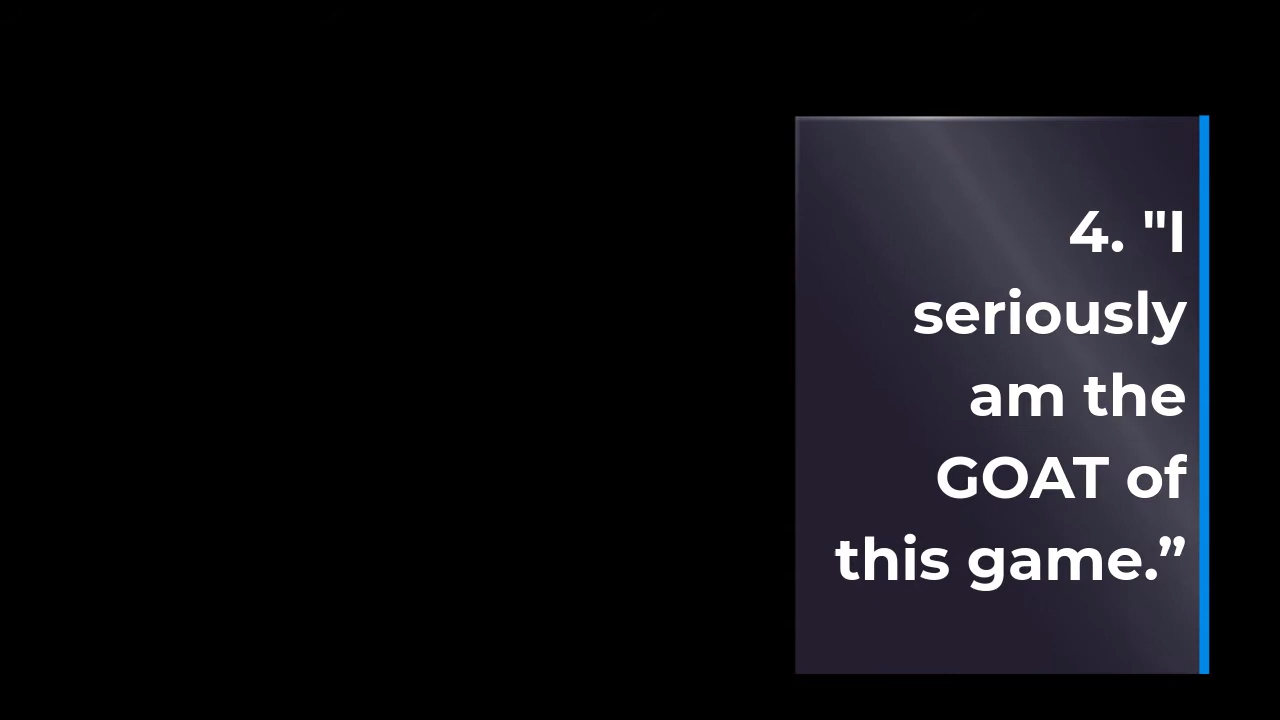 4. "I
seriously
am the
GOAT of
this game.”